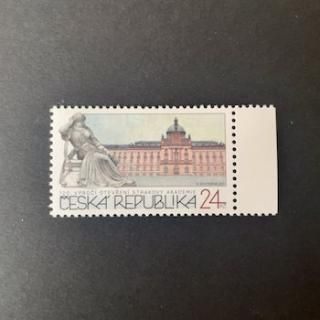 120. VÝROČÍ OTEVŘENÍ STRAKOVY AKADEMIE
ČESKÁ REPUBLIKA 24